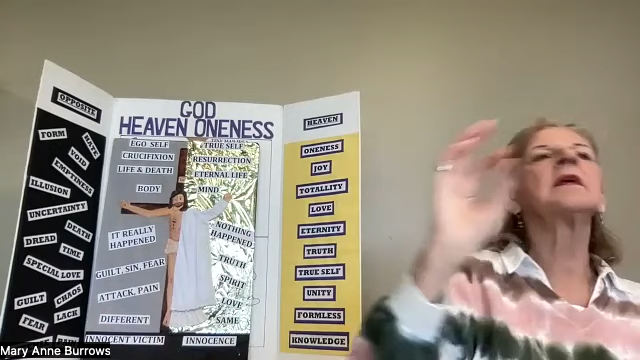 OPPOSITE
FORM
HATE
VOID
EMPTINESS
ILLUSION
UNCERTAINTY
DEATH
DREAD
TIME
SPECIAL LOVE
GUILT
CHAOS
LACK
FEAR
GOD
HEAVEN ONENESS
EGO SELF
CRUCIFIXION
LIFE & DEATH
BODY
IT REALLY
HAPPENED
GUILT, SIN, FEAR
ATTACK, PAIN
DIFFERENT
INNOCENT VICTIM
TRUE SELF
RESURRECTION
ETERNAL LIFE
MIND
NOTHING
HAPPENED
TRUTH
SPIRIT
LOVE
SAME
INNOCENCE
HEAVEN
ONENESS
JOY
TOTALLITY
LOVE
ETERNITY
TRUTH
TRUE SELF
UNITY
FORMLESS
KNOWLEDGE
Mary Anne Burrows